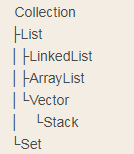 Collection
├List
│├LinkedList
│├ArrayList
│└Vector
│　└Stack
└Set